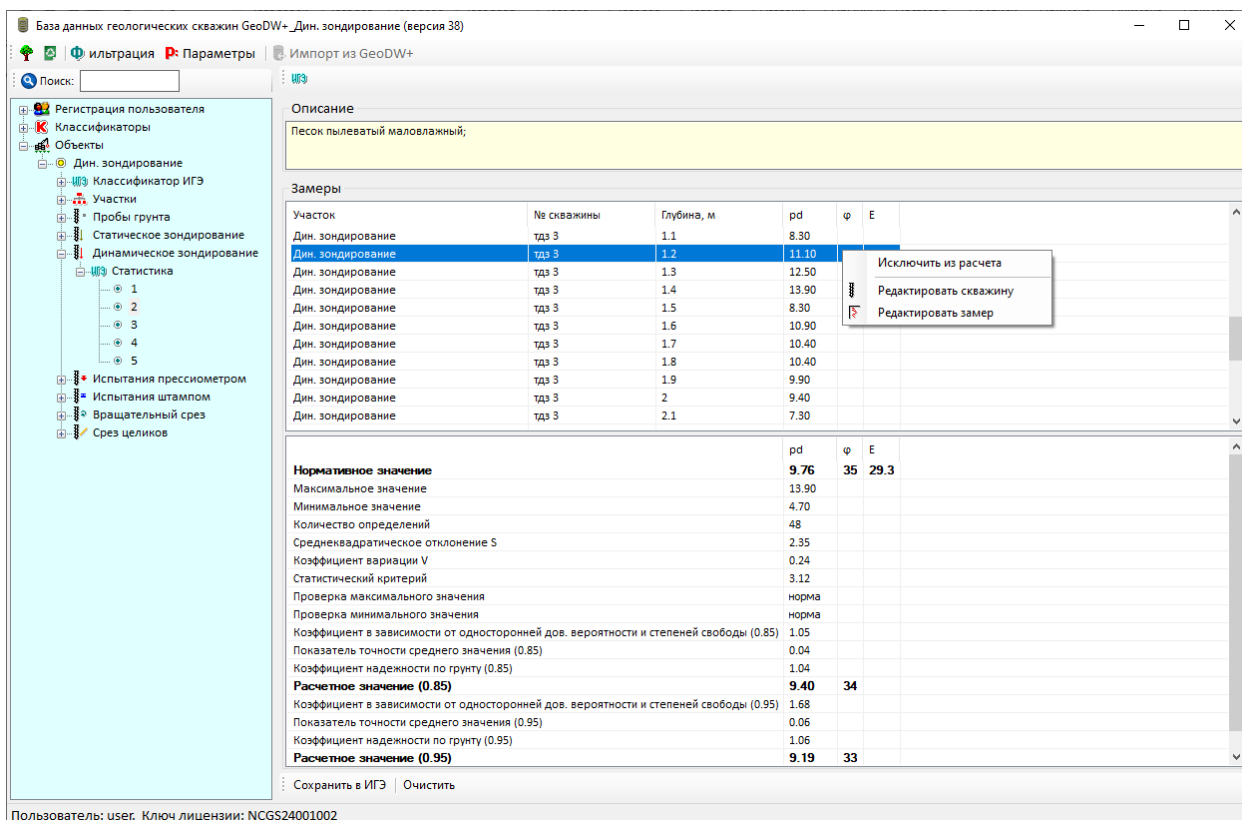 База данных геологических скважин GeoDW+_Дин. зондирование (версия 38)
Ф ильтрация P: Параметры Импорт из GeoDW+
Поиск:
ИГЭ
Регистрация пользователя
Классификаторы
Объекты
Дин. зондирование
ИГЭ Классификатор ИГЭ
Участки
Пробы грунта
Статическое зондирование
Динамическое зондирование
ИГЭ Статистика
1
2
3
4
5
Испытания прессиометром
Испытания штампом
Вращательный срез
Срез целиков
Описание
Песок пылеватый маловлажный;
Замеры
Участок № скважины Глубина, м pd φ E
Дин. зондирование тдз 3 1.1 8.30
Дин. зондирование тдз 3 1.2 11.10
Дин. зондирование тдз 3 1.3 12.50
Дин. зондирование тдз 3 1.4 13.90
Дин. зондирование тдз 3 1.5 8.30
Дин. зондирование тдз 3 1.6 10.90
Дин. зондирование тдз 3 1.7 10.40
Дин. зондирование тдз 3 1.8 10.40
Дин. зондирование тдз 3 1.9 9.90
Дин. зондирование тдз 3 2 9.40
Дин. зондирование тдз 3 2.1 7.30
Исключить из расчета
Редактировать скважину
Редактировать замер
pd φ E
Нормативное значение 9.76 35 29.3
Максимальное значение 13.90
Минимальное значение 4.70
Количество определений 48
Среднеквадратическое отклонение S 2.35
Коэффициент вариации V 0.24
Статистический критерий 3.12
Проверка максимального значения норма
Проверка минимального значения норма
Коэффициент в зависимости от односторонней дов. вероятности и степеней свободы (0.85) 1.05
Показатель точности среднего значения (0.85) 0.04
Коэффициент надежности по грунту (0.85) 1.04
Расчетное значение (0.85) 9.40 34
Коэффициент в зависимости от односторонней дов. вероятности и степеней свободы (0.95) 1.68
Показатель точности среднего значения (0.95) 0.06
Коэффициент надежности по грунту (0.95) 1.06
Расчетное значение (0.95) 9.19 33
Сохранить в ИГЭ Очистить
Пользователь: user. Ключ лицензии: NCGS24001002